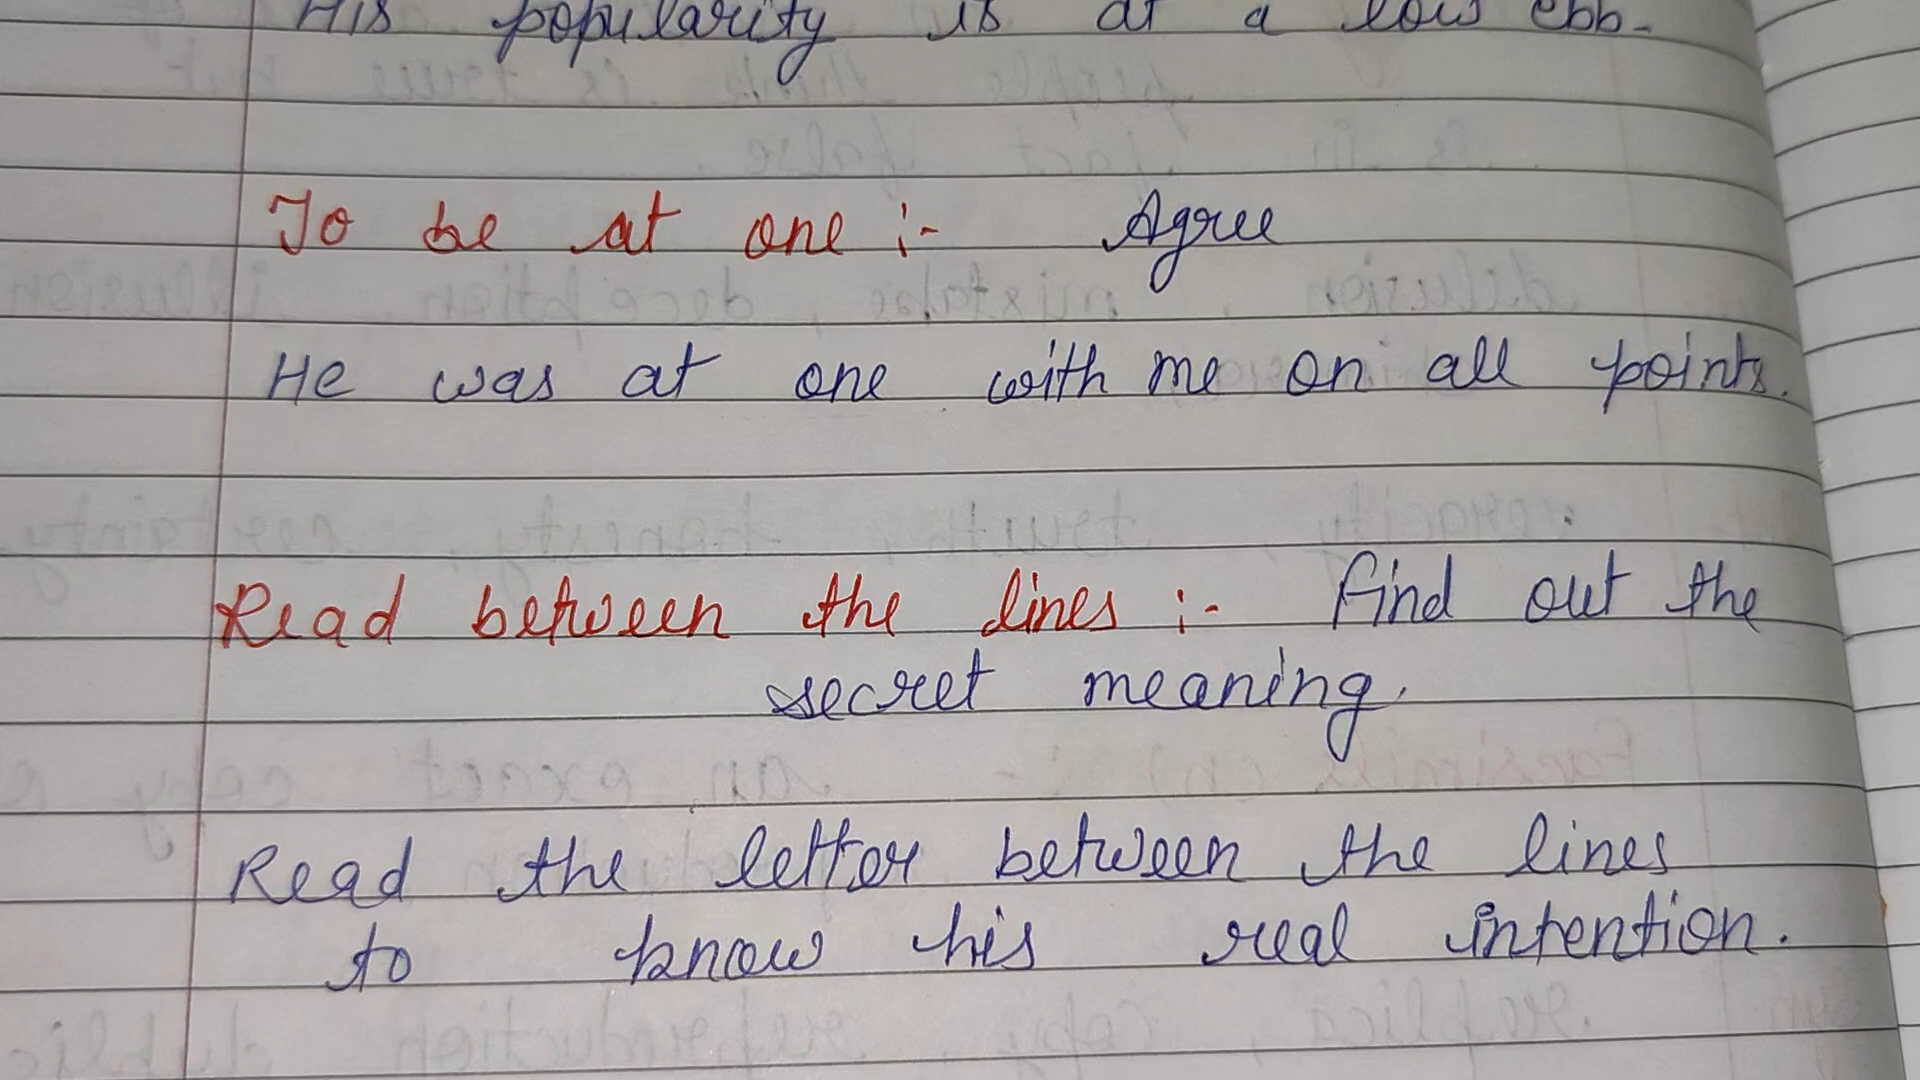 His popularity is at a low ebb.
To be at one :- Agree
He was at one with me on all points.
Read between the lines :- find out the
secret meaning.
Read the letter between the lines
to know his real intention.